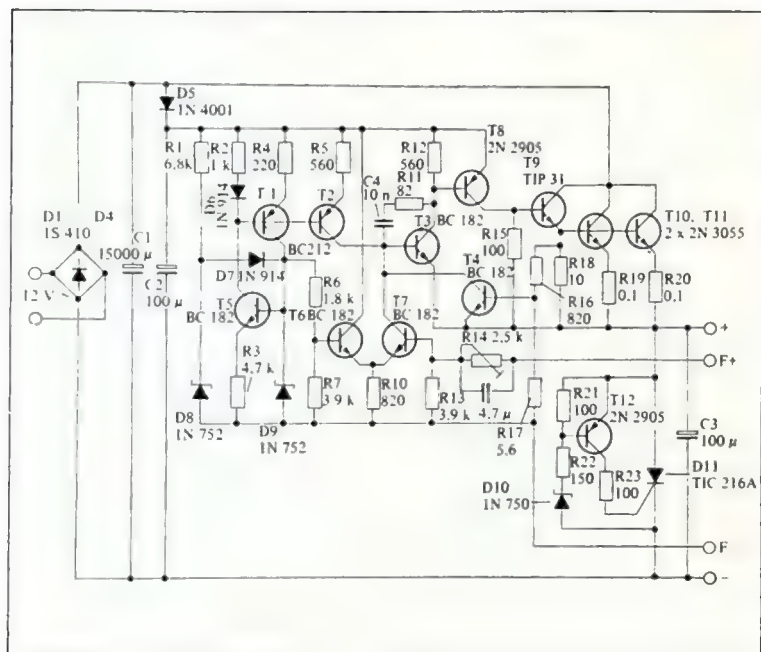 D5
1N 4001
R1
6,8k
R2
1 k
R4
220
R5
560
R12
560
T8
2N 2905
T9
TIP 31
D6
1N 914
T1
T2
C4
10 n
R11
82
T3
BC 182
T10, T11
2 x 2N 3055
D1
1S 410
D4
C1
15000 µ
C2
100 µ
12 V
BC212
D7 1N 914
R15
100
R18
10
R19
0.1
R20
0.1
T4
BC 182
R16
820
T5
BC 182
R6
1.8 k
T6 BC 182
T7
BC 182
R14 2,5 k
+
F+
R3
4,7 k
R7
3.9 k
R10
820
R13
3.9 k
4.7 µ
R17
5.6
R21
100
T12
2N 2905
C3
100 µ
D8
1N 752
D9
1N 752
R22
150
R23
100
D11
TIC 216A
D10
1N 750
F
-